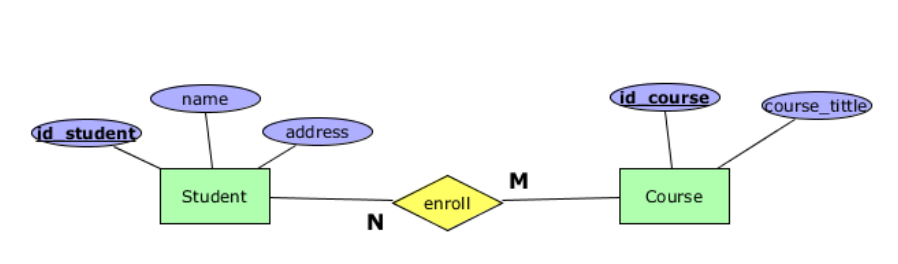 name
id_student
address
id_course
course_tittle
Student
N
enroll
M
Course